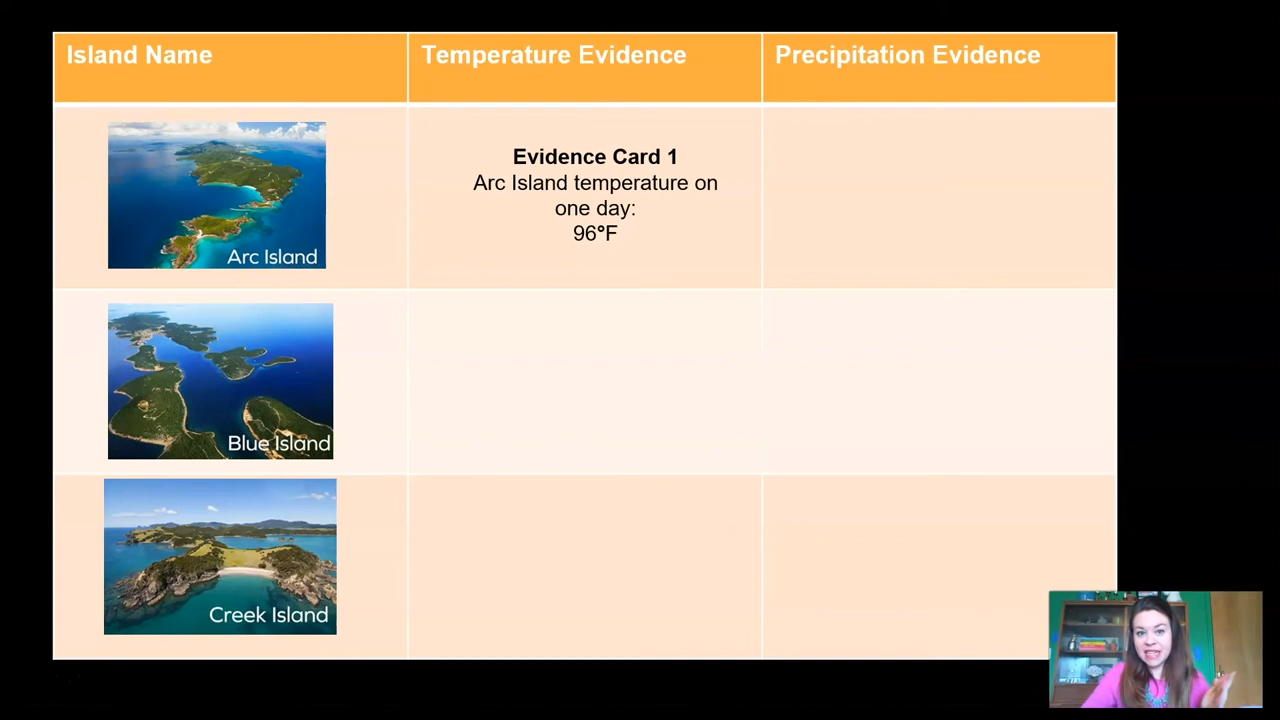 Island Name
Temperature Evidence
Precipitation Evidence
Arc Island
Evidence Card 1
Arc Island temperature on
one day:
96°F
Blue Island
Creek Island